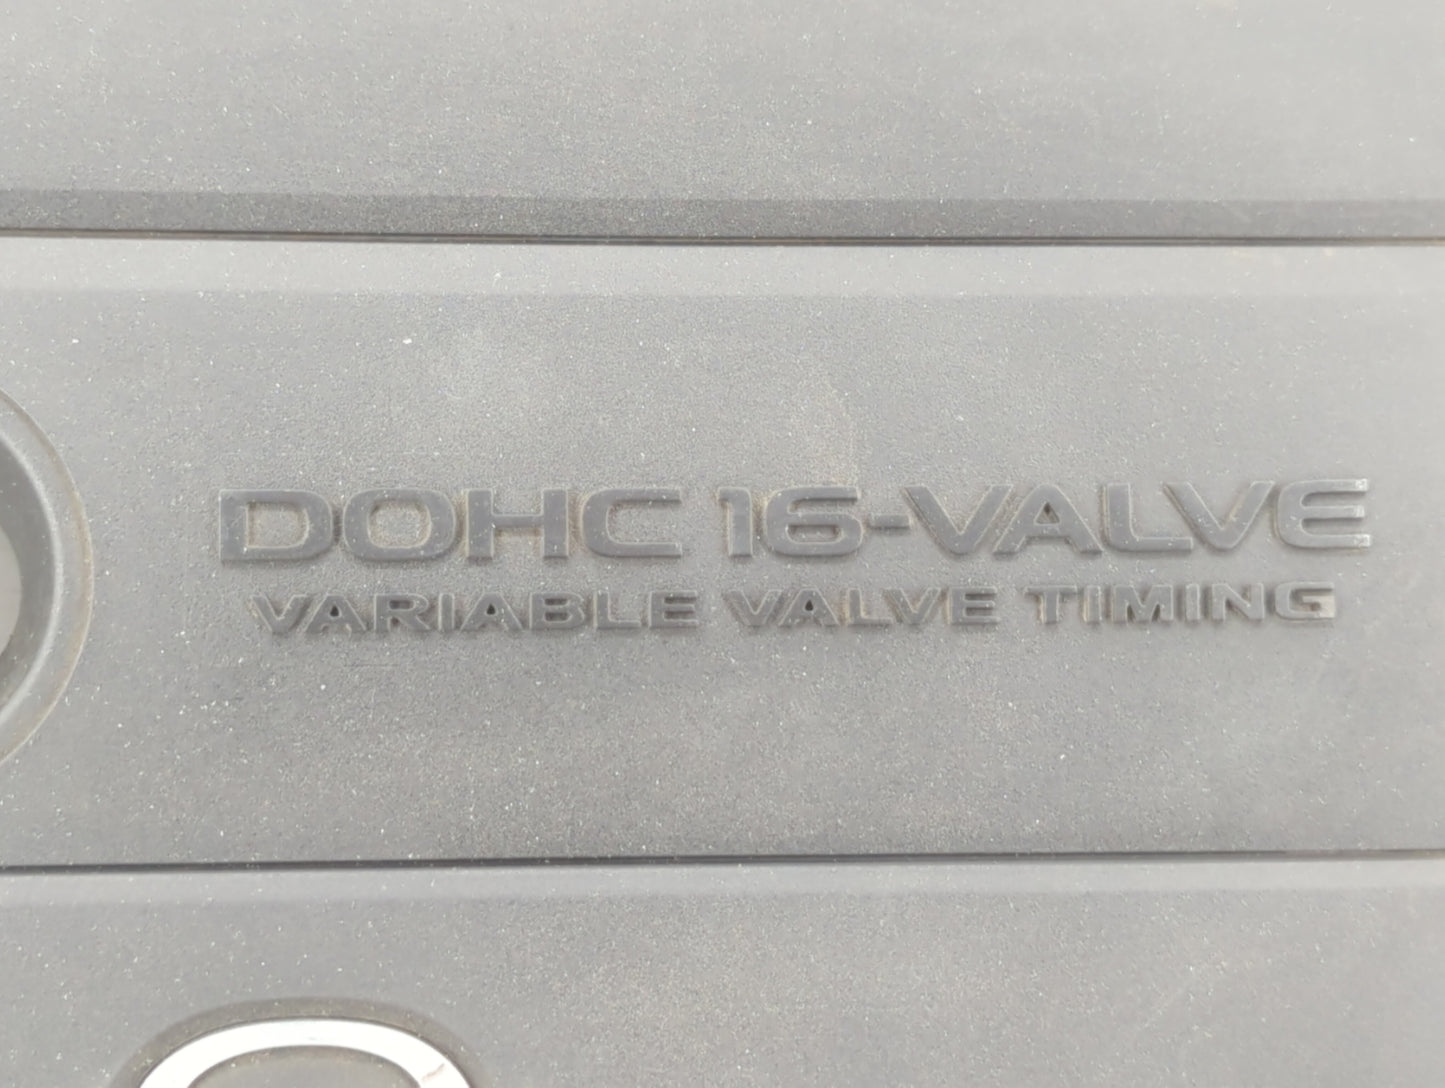 DOHC 16-VALVE
VARIABLE VALVE TIMING